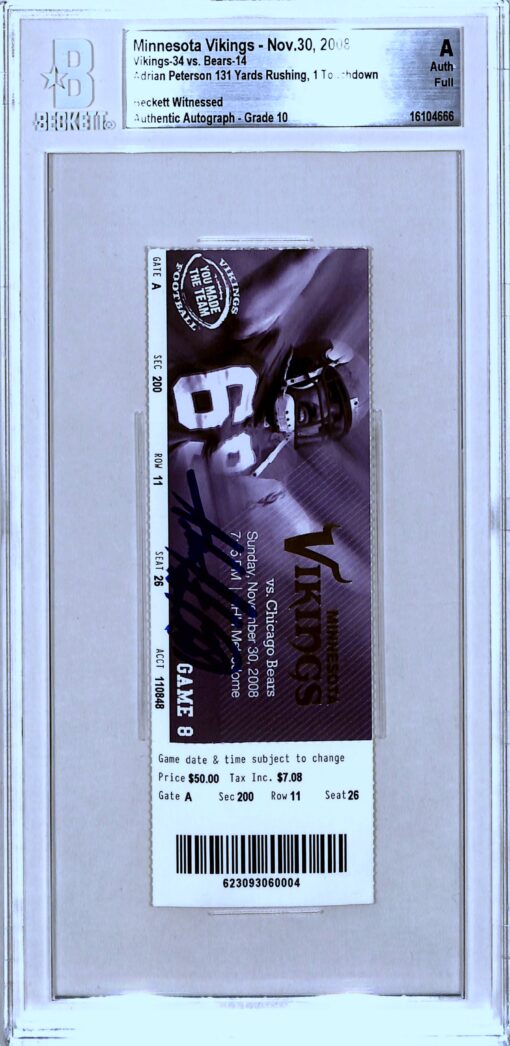 Minnesota Vikings - Nov.30, 2008
Vikings-34 vs. Bears-14
Adrian Peterson 131 Yards Rushing, 1 Touchdown
Beckett Witnessed
Authentic Autograph - Grade 10
A
Auth
Full
16104666
B
BECKETT
GATE A SEC 200 ROW 11 SEAT 26 ACCT 110848
VIKINGS
YOU MADE
THE TEAM
FOOTBALL
69
MINNESOTA
VIKINGS
vs. Chicago Bears
Sunday, November 30, 2008
Metrodome
GAME 8
Game date & time subject to change
Price $50.00 Tax Inc. $7.08
Gate A Sec 200 Row 11 Seat 26
623093060004